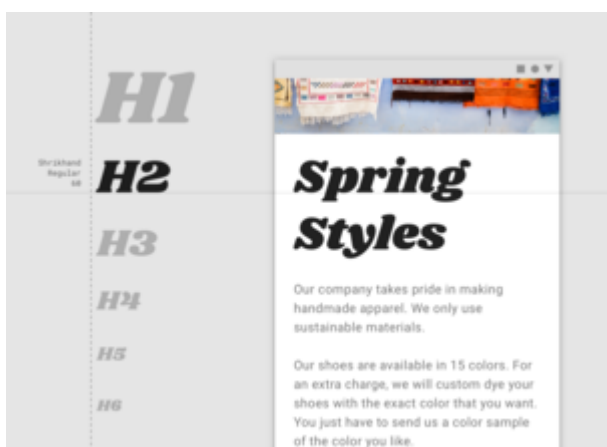 H1
Shrikhand
Regular
60
H2
H3
H4
H5
H6
Spring
Styles
Our company takes pride in making
handmade apparel. We only use
sustainable materials.
Our shoes are available in 15 colors. For
an extra charge, we will custom dye your
shoes with the exact color that you want.
You just have to send us a color sample
of the color you like.